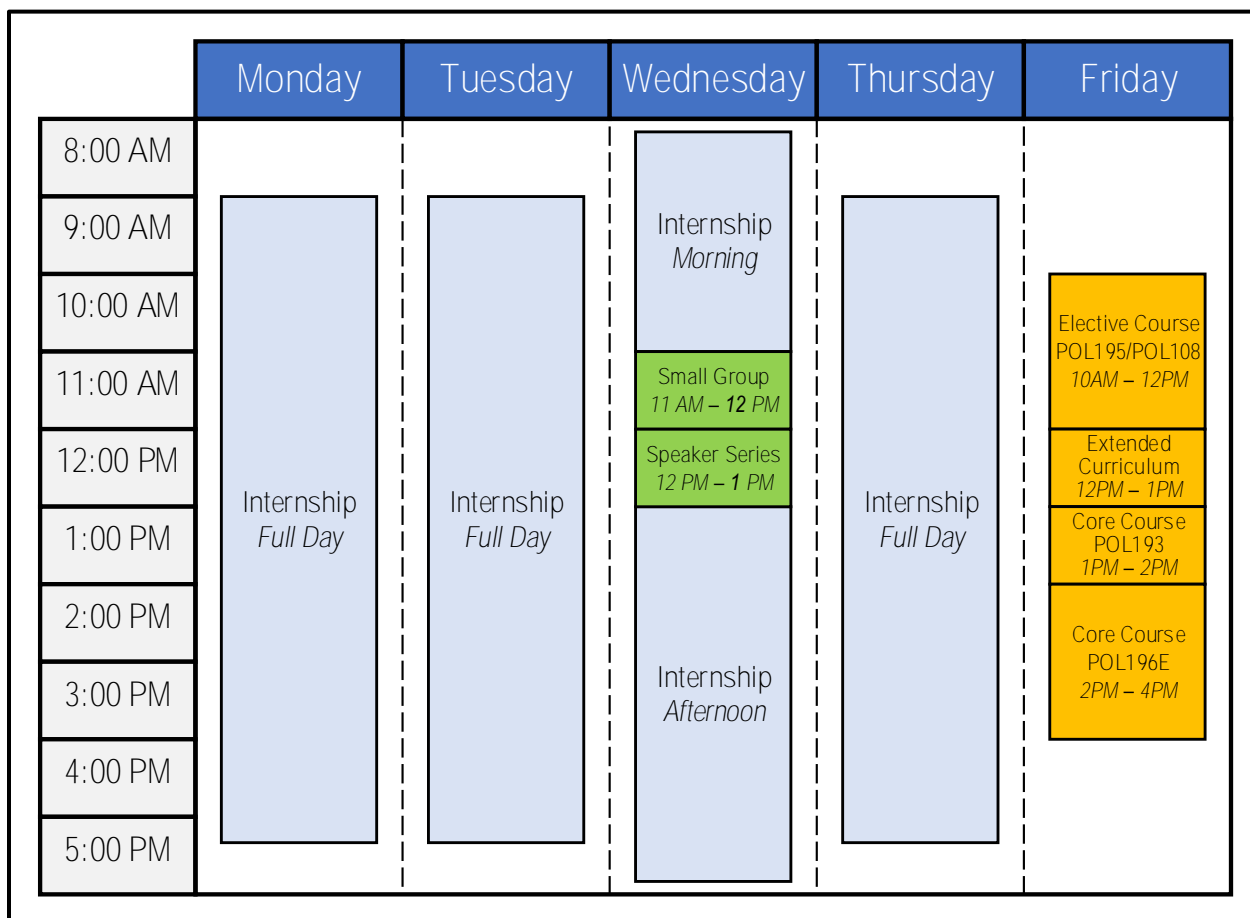 Monday
Tuesday
Wednesday
Thursday
Friday
8:00 AM
9:00 AM
10:00 AM
11:00 AM
12:00 PM
1:00 PM
2:00 PM
3:00 PM
4:00 PM
5:00 PM
Internship
Full Day
Internship
Full Day
Internship
Morning
Small Group
11 AM – 12 PM
Speaker Series
12 PM – 1 PM
Internship
Afternoon
Internship
Full Day
Elective Course
POL195/POL108
10AM – 12PM
Extended
Curriculum
12PM – 1PM
Core Course
POL193
1PM – 2PM
Core Course
POL196E
2PM – 4PM